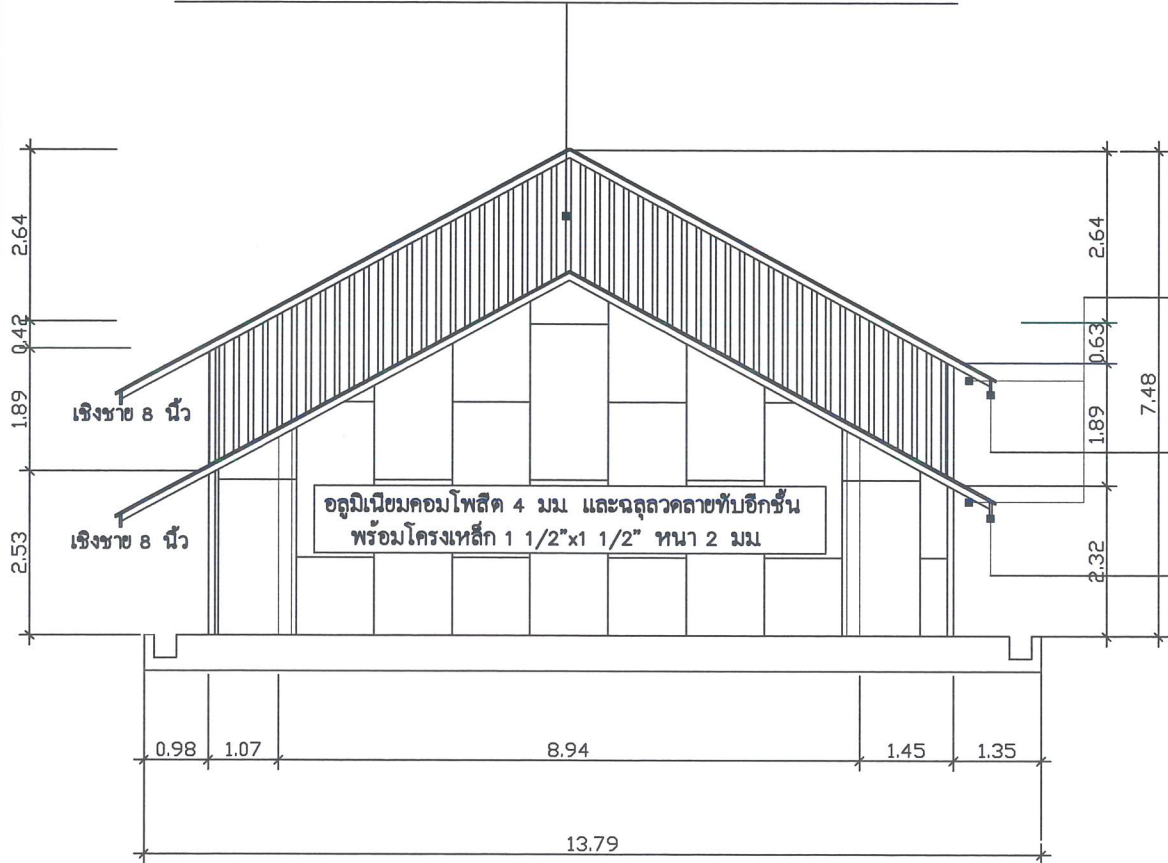 2.64
2.64
0.42
0.63
7.48
1.89
1.89
เชิงชาย 8 นิ้ว
อลูมิเนียมคอมโพสิต 4 มม. และฉลุลวดลายทับอีกชั้น
พร้อมโครงเหล็ก 1 1/2"x1 1/2" หนา 2 มม.
เชิงชาย 8 นิ้ว
2.53
2.32
0.98 1.07 8.94 1.45 1.35
13.79